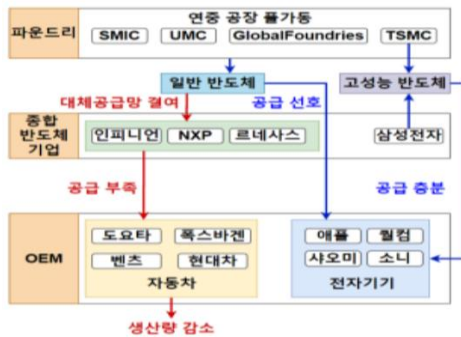 연중 공장 풀가동
파운드리
SMIC UMC GlobalFoundries TSMC
일반 반도체 고성능 반도체
대체공급망 결여 공급 선호
종합
반도체
기업
인피니언 NXP 르네사스 삼성전자
공급 부족 공급 충분
OEM
도요타 폭스바겐 애플 퀄컴
벤츠 현대차 샤오미 소니
자동차 전자기기
생산량 감소